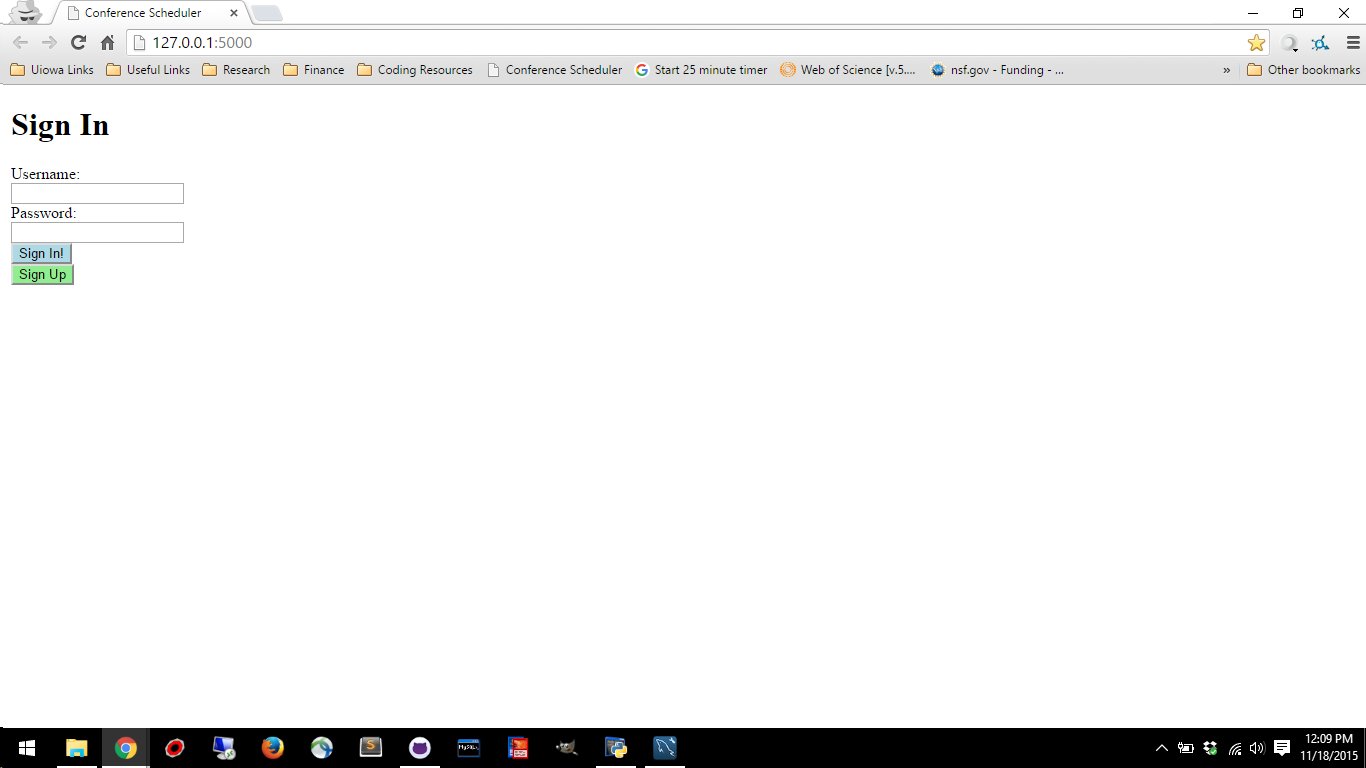 Conference Scheduler
127.0.0.1:5000
Uiowa Links Useful Links Research Finance Coding Resources Conference Scheduler Start 25 minute timer Web of Science [v.5.... nsf.gov - Funding - ... » Other bookmarks
Sign In
Username:
Password:
Sign In!
Sign Up
MySQL
12:09 PM
11/18/2015